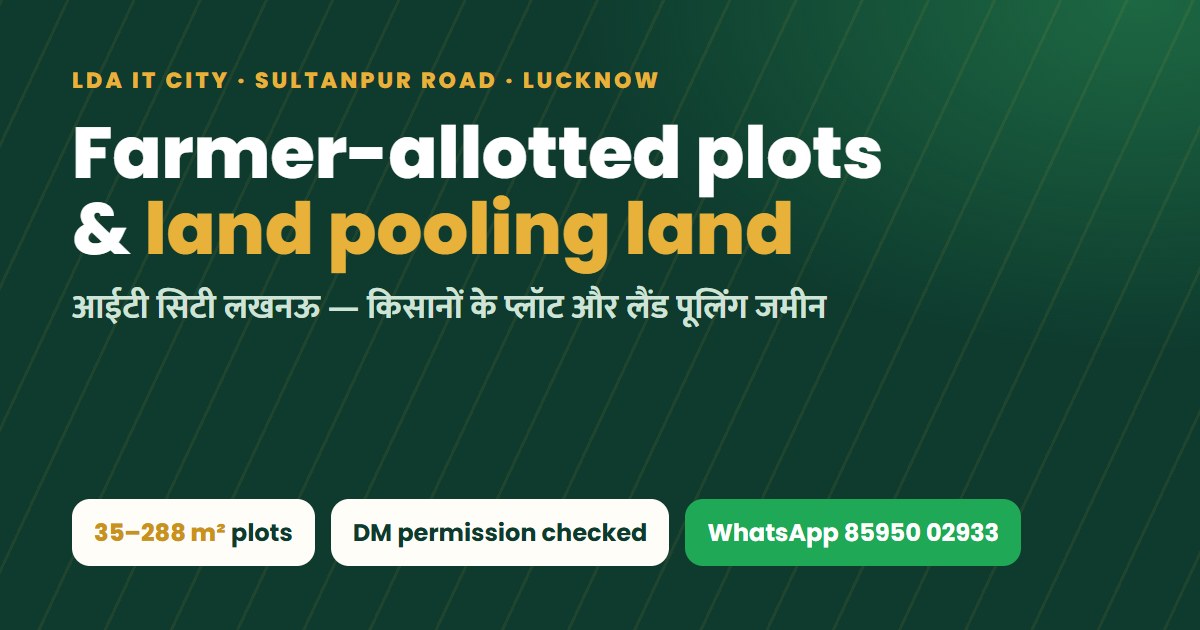 LDA IT CITY · SULTANPUR ROAD · LUCKNOW
Farmer-allotted plots
& land pooling land
आईटी सिटी लखनऊ — किसानों के प्लॉट और लैंड पूलिंग जमीन
35–288 m² plots
DM permission checked
WhatsApp 85950 02933